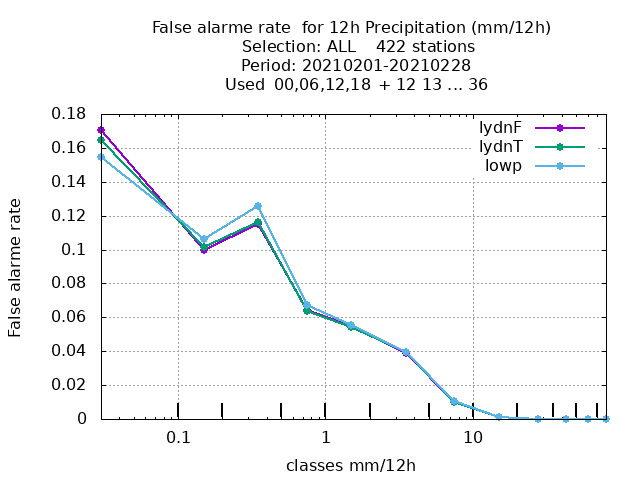 False alarme rate  for 12h Precipitation (mm/12h)
Selection: ALL    422 stations
Period: 20210201-20210228
Used  00,06,12,18  + 12 13 ... 36
lydnF
lydnT
lowp
0.18
0.16
0.14
0.12
0.1
0.08
0.06
0.04
0.02
0
False alarme rate
0.1
1
10
classes mm/12h